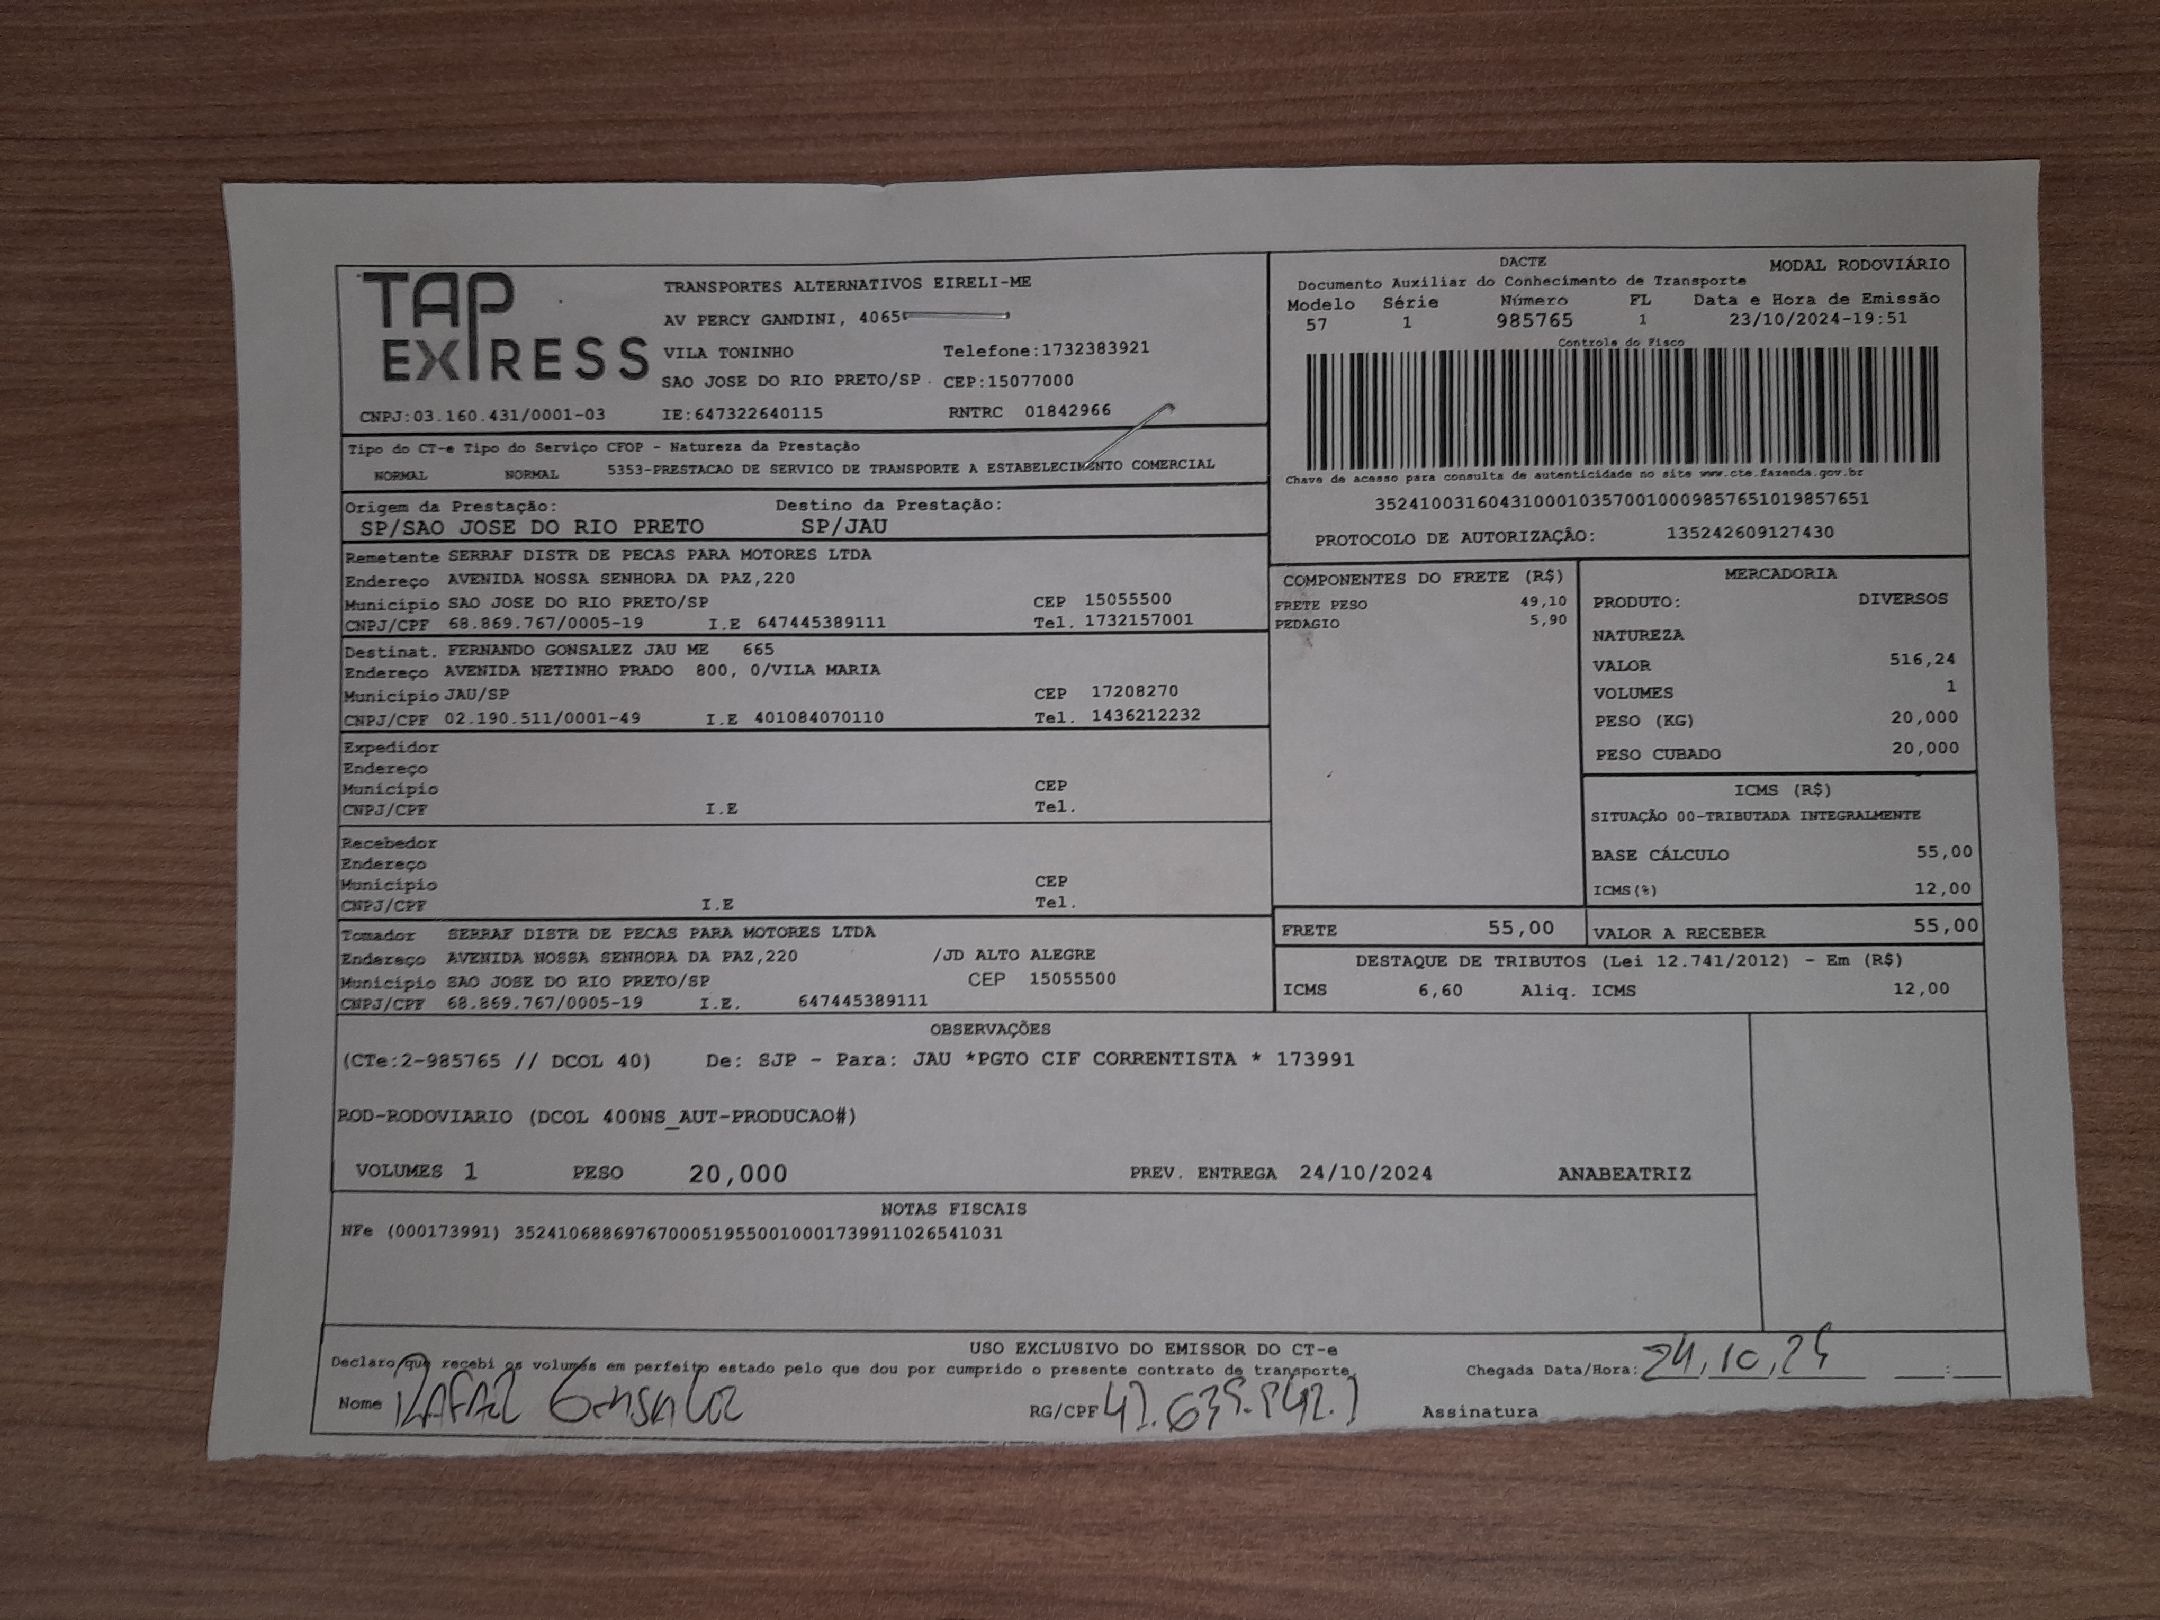 TAP EXPRESS
TRANSPORTES ALTERNATIVOS EIRELI-ME
AV PERCY GANDINI, 4065
VILA TONINHO Telefone:1732383921
SAO JOSE DO RIO PRETO/SP. CEP:15077000
CNPJ:03.160.431/0001-03 IE:647322640115 RNTRC 01842966
DACTE MODAL RODOVIÁRIO
Documento Auxiliar do Conhecimento de Transporte
Modelo Série Número FL Data e Hora de Emissão
57 1 985765 1 23/10/2024-19:51
Controle do Fisco
Chave de acesso para consulta de autenticidade no site www.cte.fazenda.gov.br
35241003160431000103570010009857651019857651
PROTOCOLO DE AUTORIZAÇÃO: 135242609127430
Tipo do CT-e Tipo do Serviço CFOP - Natureza da Prestação
NORMAL NORMAL 5353-PRESTACAO DE SERVICO DE TRANSPORTE A ESTABELECIMENTO COMERCIAL
Origem da Prestação: Destino da Prestação:
SP/SAO JOSE DO RIO PRETO SP/JAU
Remetente SERRAF DISTR DE PECAS PARA MOTORES LTDA
Endereço AVENIDA NOSSA SENHORA DA PAZ,220
Município SAO JOSE DO RIO PRETO/SP CEP 15055500
CNPJ/CPF 68.869.767/0005-19 I.E 647445389111 Tel. 1732157001
Destinat. FERNANDO GONSALEZ JAU ME 665
Endereço AVENIDA NETINHO PRADO 800, 0/VILA MARIA
Município JAU/SP CEP 17208270
CNPJ/CPF 02.190.511/0001-49 I.E 401084070110 Tel. 1436212232
Expedidor
Endereço
Município CEP
CNPJ/CPF I.E Tel.
Recebedor
Endereço
Município CEP
CNPJ/CPF I.E Tel.
Tomador SERRAF DISTR DE PECAS PARA MOTORES LTDA
Endereço AVENIDA NOSSA SENHORA DA PAZ,220 /JD ALTO ALEGRE
Município SAO JOSE DO RIO PRETO/SP CEP 15055500
CNPJ/CPF 68.869.767/0005-19 I.E. 647445389111
COMPONENTES DO FRETE (R$)
FRETE PESO 49,10
PEDAGIO 5,90
MERCADORIA
PRODUTO: DIVERSOS
NATUREZA
VALOR 516,24
VOLUMES 1
PESO (KG) 20,000
PESO CUBADO 20,000
ICMS (R$)
SITUAÇÃO 00-TRIBUTADA INTEGRALMENTE
BASE CÁLCULO 55,00
ICMS(%) 12,00
FRETE 55,00 VALOR A RECEBER 55,00
DESTAQUE DE TRIBUTOS (Lei 12.741/2012) - Em (R$)
ICMS 6,60 Aliq. ICMS 12,00
OBSERVAÇÕES
(CTe:2-985765 // DCOL 40) De: SJP - Para: JAU *PGTO CIF CORRENTISTA * 173991
ROD-RODOVIARIO (DCOL 400NS_AUT-PRODUCAO#)
VOLUMES 1 PESO 20,000 PREV. ENTREGA 24/10/2024 ANABEATRIZ
NOTAS FISCAIS
NFe (000173991) 35241068869767000519550010001739911026541031
USO EXCLUSIVO DO EMISSOR DO CT-e
Declaro que recebi os volumes em perfeito estado pelo que dou por cumprido o presente contrato de transporte. Chegada Data/Hora: 24,10,24
Nome RAFAEL Gonsalez RG/CPF Assinatura